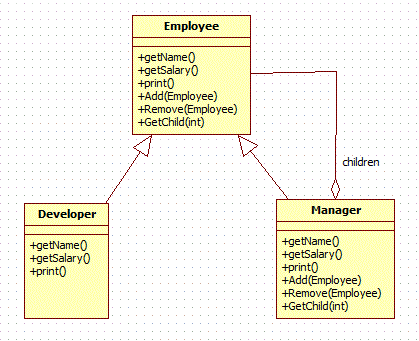 Employee
+getName()
+getSalary()
+print()
+Add(Employee)
+Remove(Employee)
+GetChild(int)
children
Developer
+getName()
+getSalary()
+print()
Manager
+getName()
+getSalary()
+print()
+Add(Employee)
+Remove(Employee)
+GetChild(int)